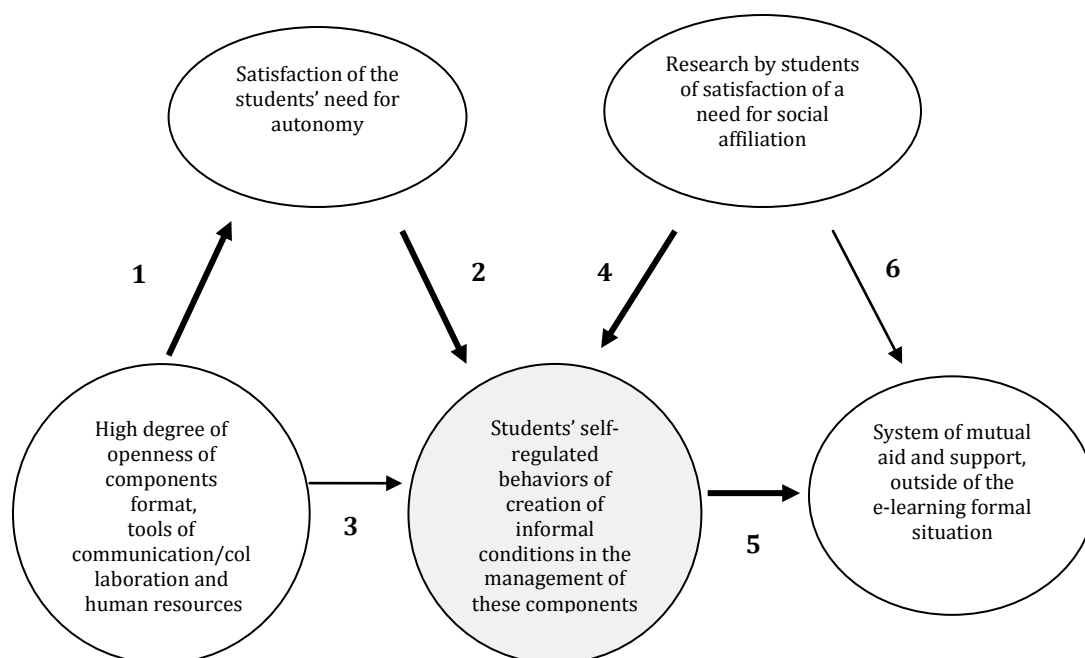 Satisfaction of the
students’ need for
autonomy
Research by students
of satisfaction of a
need for social
affiliation
1
2
4
6
High degree of
openness of
components
format,
tools of
communication/col
laboration and
human resources
3
Students’ self-
regulated
behaviors of
creation of
informal
conditions in the
management of
these components
5
System of mutual
aid and support,
outside of the
e-learning formal
situation